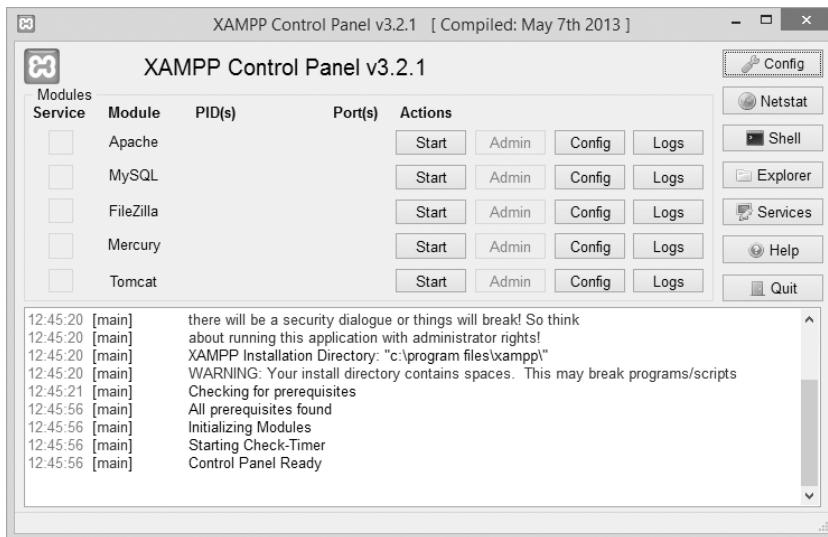 XAMPP Control Panel v3.2.1 [ Compiled: May 7th 2013 ]
XAMPP Control Panel v3.2.1
Config
Modules
Netstat
Service Module PID(s) Port(s) Actions
Apache Start Admin Config Logs
Shell
MySQL Start Admin Config Logs
Explorer
FileZilla Start Admin Config Logs
Services
Mercury Start Admin Config Logs
Help
Tomcat Start Admin Config Logs
Quit
12:45:20 [main] there will be a security dialogue or things will break! So think
12:45:20 [main] about running this application with administrator rights!
12:45:20 [main] XAMPP Installation Directory: "c:\program files\xampp\"
12:45:20 [main] WARNING: Your install directory contains spaces. This may break programs/scripts
12:45:21 [main] Checking for prerequisites
12:45:56 [main] All prerequisites found
12:45:56 [main] Initializing Modules
12:45:56 [main] Starting Check-Timer
12:45:56 [main] Control Panel Ready